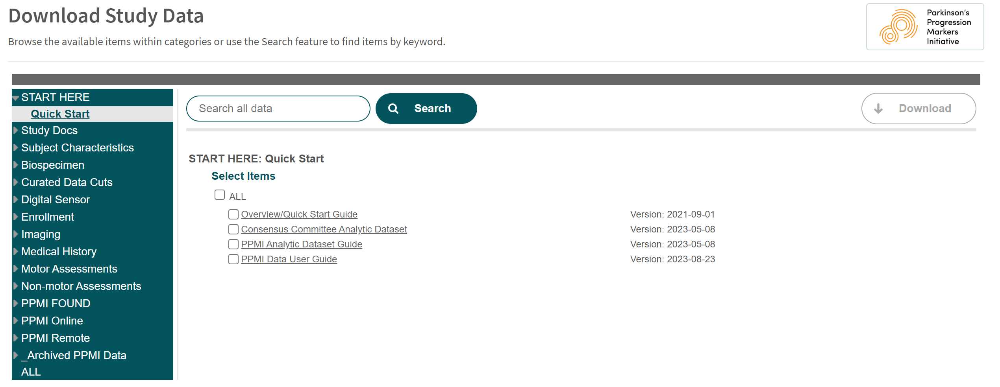 Download Study Data
Browse the available items within categories or use the Search feature to find items by keyword.
Parkinson's
Progression
Markers
Initiative
START HERE
Quick Start
Study Docs
Subject Characteristics
Biospecimen
Curated Data Cuts
Digital Sensor
Enrollment
Imaging
Medical History
Motor Assessments
Non-motor Assessments
PPMI FOUND
PPMI Online
PPMI Remote
_Archived PPMI Data
ALL
Search all data
Search
Download
START HERE: Quick Start
Select Items
ALL
Overview/Quick Start Guide Version: 2021-09-01
Consensus Committee Analytic Dataset Version: 2023-05-08
PPMI Analytic Dataset Guide Version: 2023-05-08
PPMI Data User Guide Version: 2023-08-23